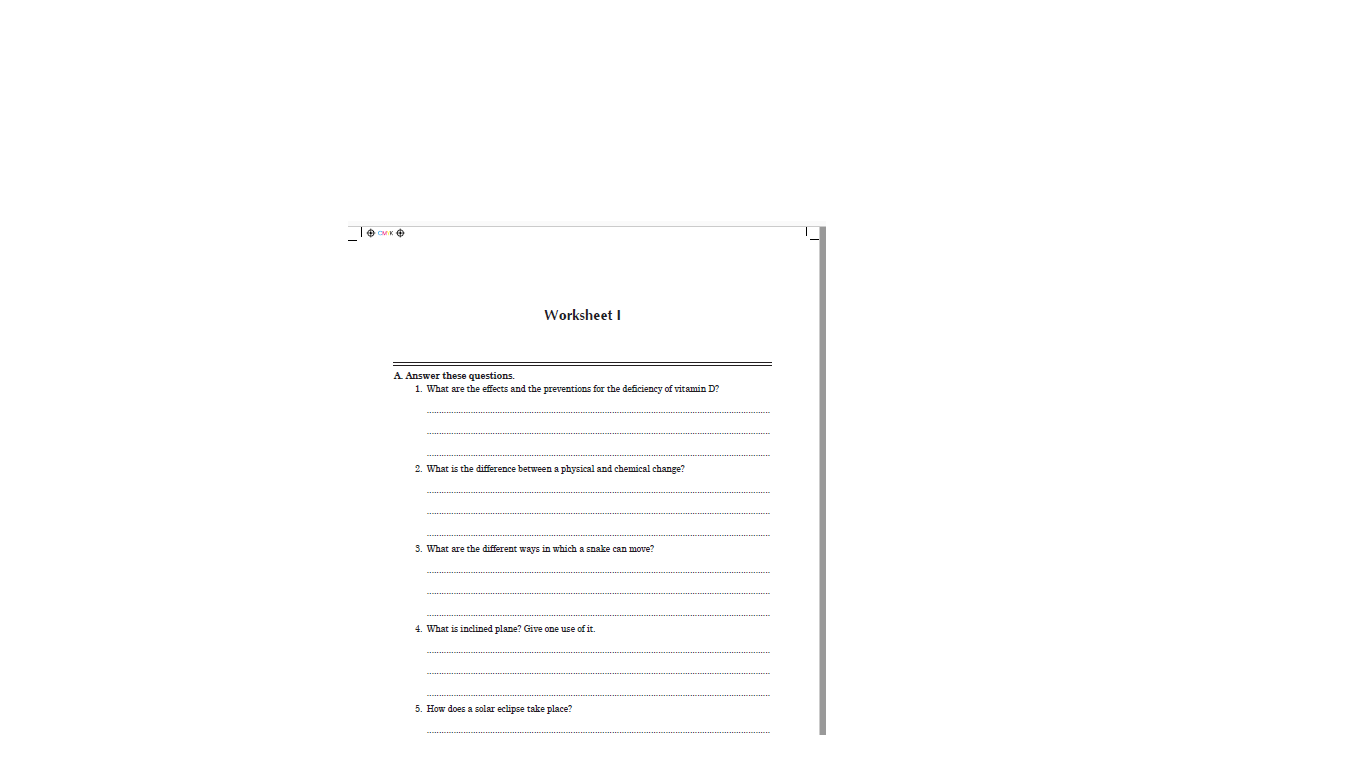 CM K
Worksheet I
A. Answer these questions.
1. What are the effects and the preventions for the deficiency of vitamin D?
2. What is the difference between a physical and chemical change?
3. What are the different ways in which a snake can move?
4. What is inclined plane? Give one use of it.
5. How does a solar eclipse take place?